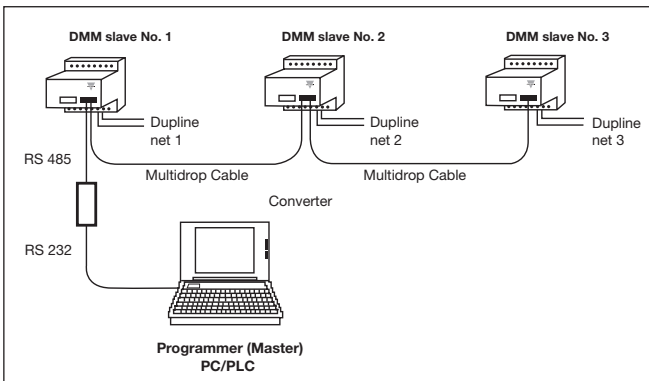 DMM slave No. 1
DMM slave No. 2
DMM slave No. 3
Dupline
net 1
Dupline
net 2
Dupline
net 3
RS 485
Multidrop Cable
Multidrop Cable
Converter
RS 232
Programmer (Master)
PC/PLC